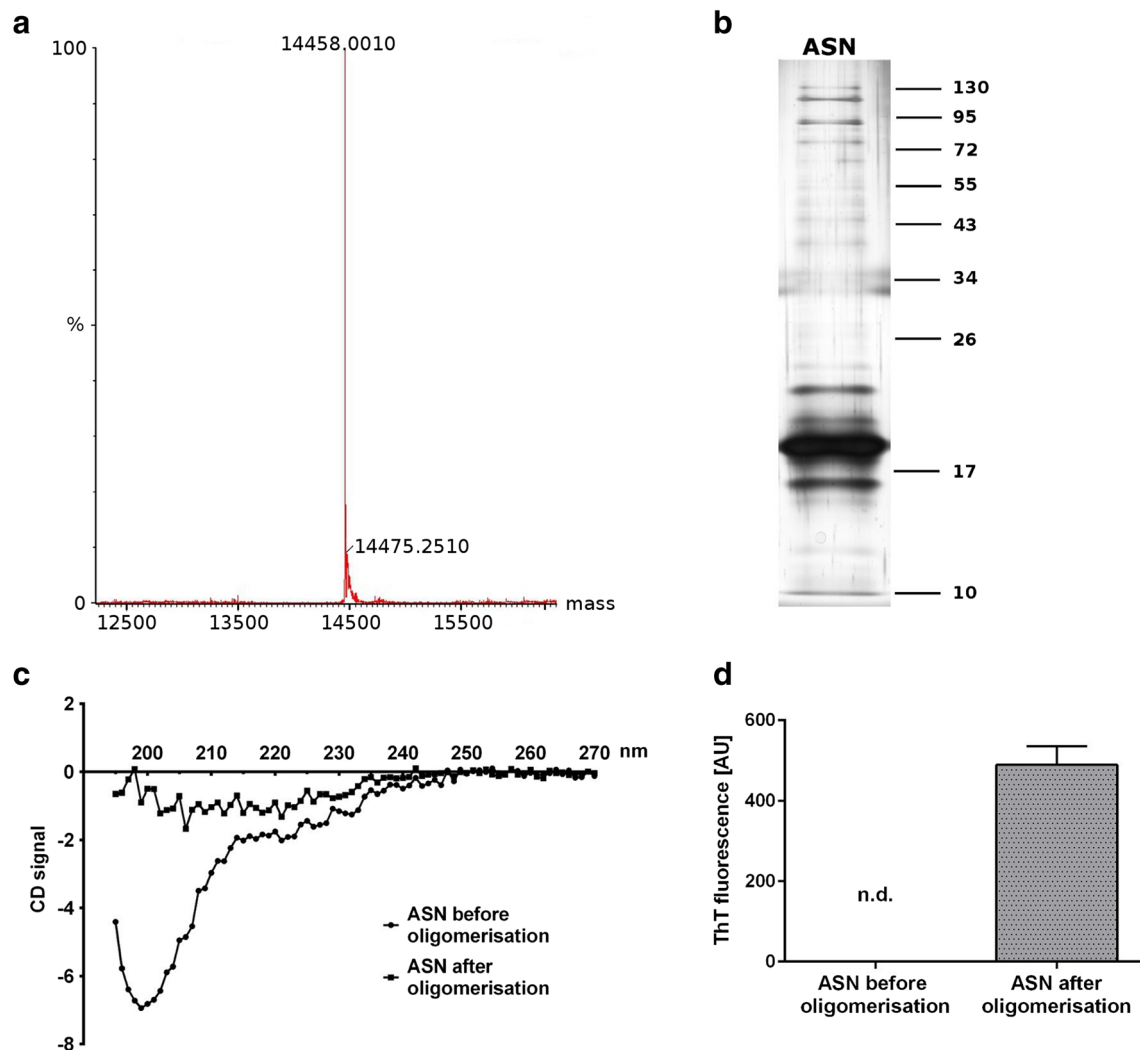 a
100
14458.0010
%
14475.2510
0
mass
12500 13500 14500 15500
b
ASN
130
95
72
55
43
34
26
17
10
c
2
200 210 220 230 240 250 260 270 nm
0
-2
-4
-6
-8
CD signal
ASN before
oligomerisation
ASN after
oligomerisation
d
600
400
200
0
ThT fluorescence [AU]
n.d.
ASN before
oligomerisation
ASN after
oligomerisation